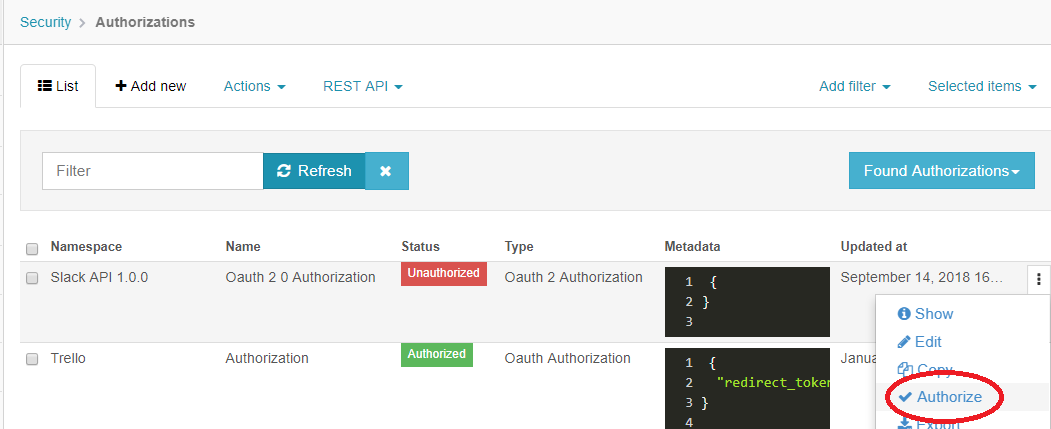 Security > Authorizations
List + Add new Actions REST API Add filter Selected items
Filter Refresh × Found Authorizations
Namespace Name Status Type Metadata Updated at
Slack API 1.0.0 Oauth 2 0 Authorization Unauthorized Oauth 2 Authorization September 14, 2018 16...
1 {
2 }
3
Show
Edit
Trello Authorization Authorized Oauth Authorization Janua
1 {
2 "redirect_token
3 }
4
Copy
Authorize
Export